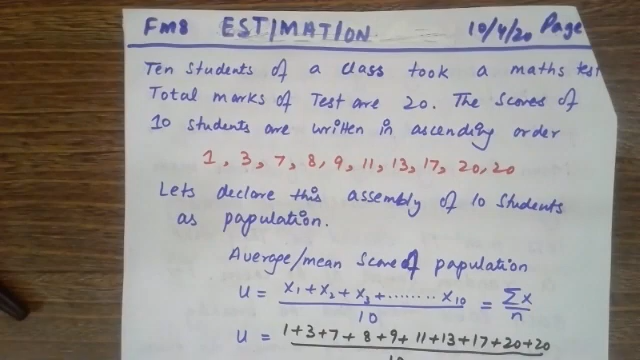 FM8 ESTIMATION 10/4/20 Page
Ten students of a class took a maths test
Total marks of Test are 20. The scores of
10 students are written in ascending order
1, 3, 7, 8, 9, 11, 13, 17, 20, 20
Lets declare this assembly of 10 students
as papulation.
Average/mean score of population
U = X₁ + X₂ + X₃ + ........ X₁₀ / 10 = Σx / n
U = 1+3+7+8+9+11+13+17+20+20